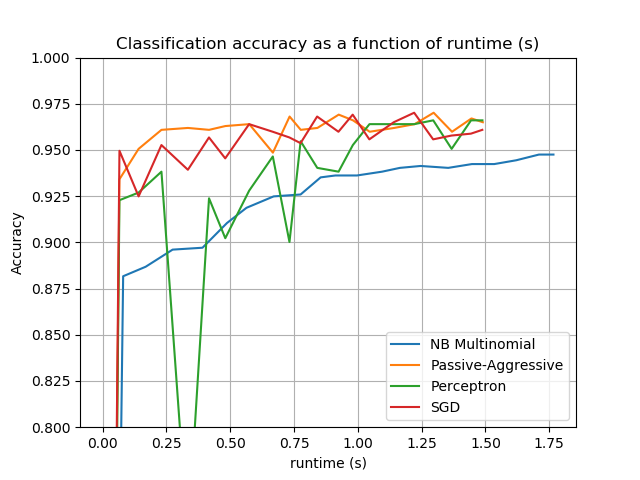 Classification accuracy as a function of runtime (s)
1.000
0.975
0.950
0.925
0.900
0.875
0.850
0.825
0.800
Accuracy
NB Multinomial
Passive-Aggressive
Perceptron
SGD
0.00 0.25 0.50 0.75 1.00 1.25 1.50 1.75
runtime (s)